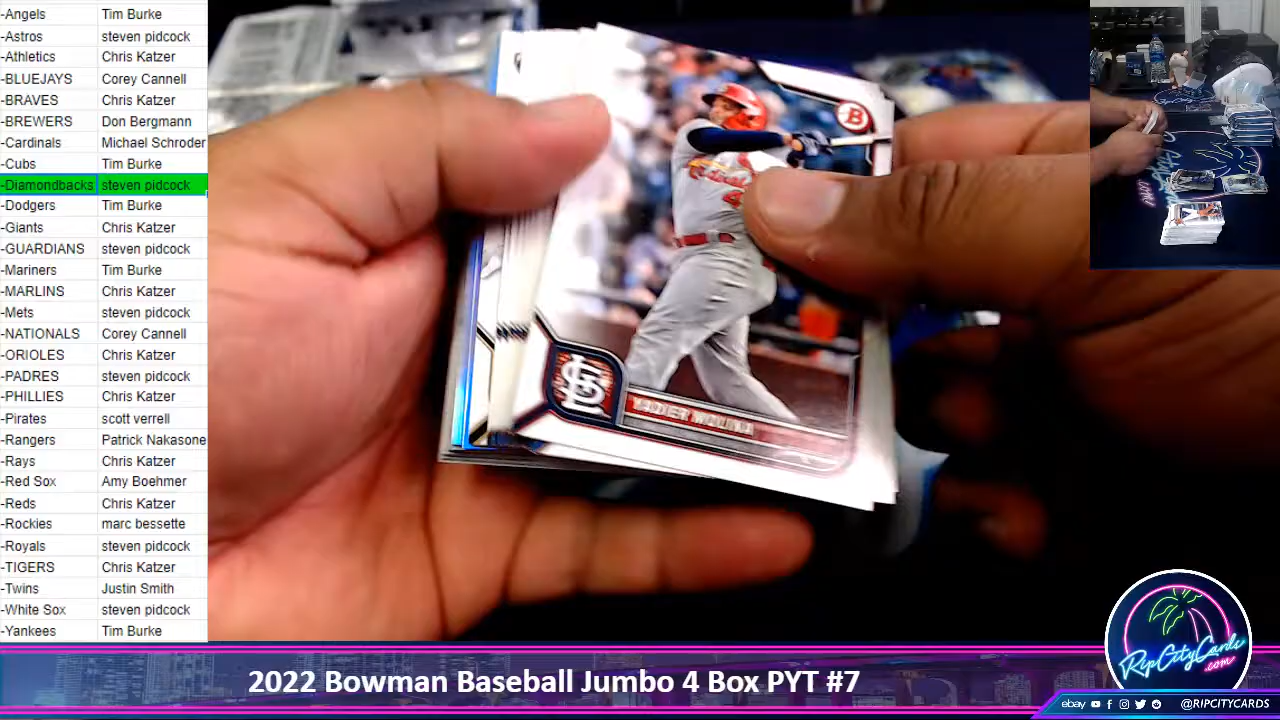 -Angels Tim Burke
-Astros steven pidcock
-Athletics Chris Katzer
-BLUEJAYS Corey Cannell
-BRAVES Chris Katzer
-BREWERS Don Bergmann
-Cardinals Michael Schroder
-Cubs Tim Burke
-Diamondbacks steven pidcock
-Dodgers Tim Burke
-Giants Chris Katzer
-GUARDIANS steven pidcock
-Mariners Tim Burke
-MARLINS Chris Katzer
-Mets steven pidcock
-NATIONALS Corey Cannell
-ORIOLES Chris Katzer
-PADRES steven pidcock
-PHILLIES Chris Katzer
-Pirates scott verrell
-Rangers Patrick Nakasone
-Rays Chris Katzer
-Red Sox Amy Boehmer
-Reds Chris Katzer
-Rockies marc bessette
-Royals steven pidcock
-TIGERS Chris Katzer
-Twins Justin Smith
-White Sox steven pidcock
-Yankees Tim Burke
B
STL
YADIER MOLINA
2022 Bowman Baseball Jumbo 4 Box PYT #7
RipCityCards
.com
ebay @RIPCITYCARDS